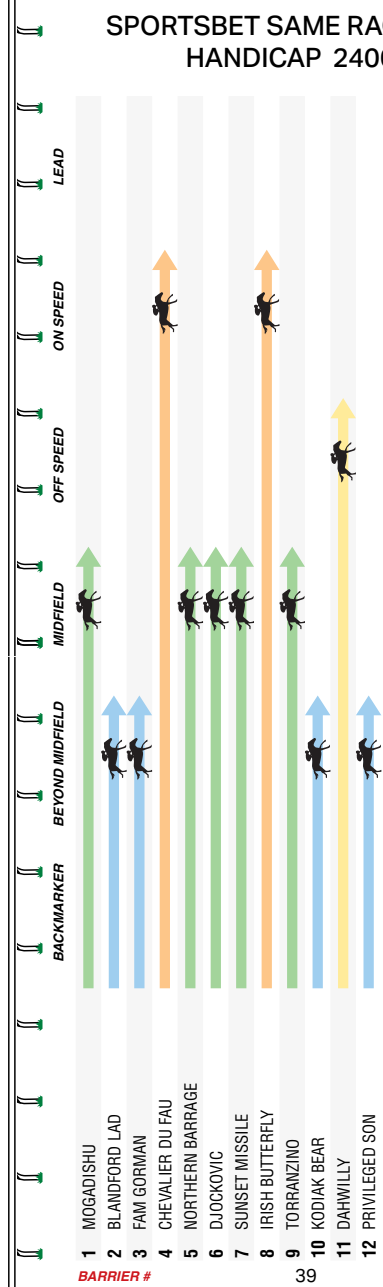 SPORTSBET SAME RAC
HANDICAP 2400
LEAD
ON SPEED
OFF SPEED
MIDFIELD
BEYOND MIDFIELD
BACKMARKER
1 MOGADISHU
2 BLANDFORD LAD
3 FAM GORMAN
4 CHEVALIER DU FAU
5 NORTHERN BARRAGE
6 DJOCKOVIC
7 SUNSET MISSILE
8 IRISH BUTTERFLY
9 TORRANZINO
10 KODIAK BEAR
11 DAHWILLY
12 PRIVILEGED SON
BARRIER #
39